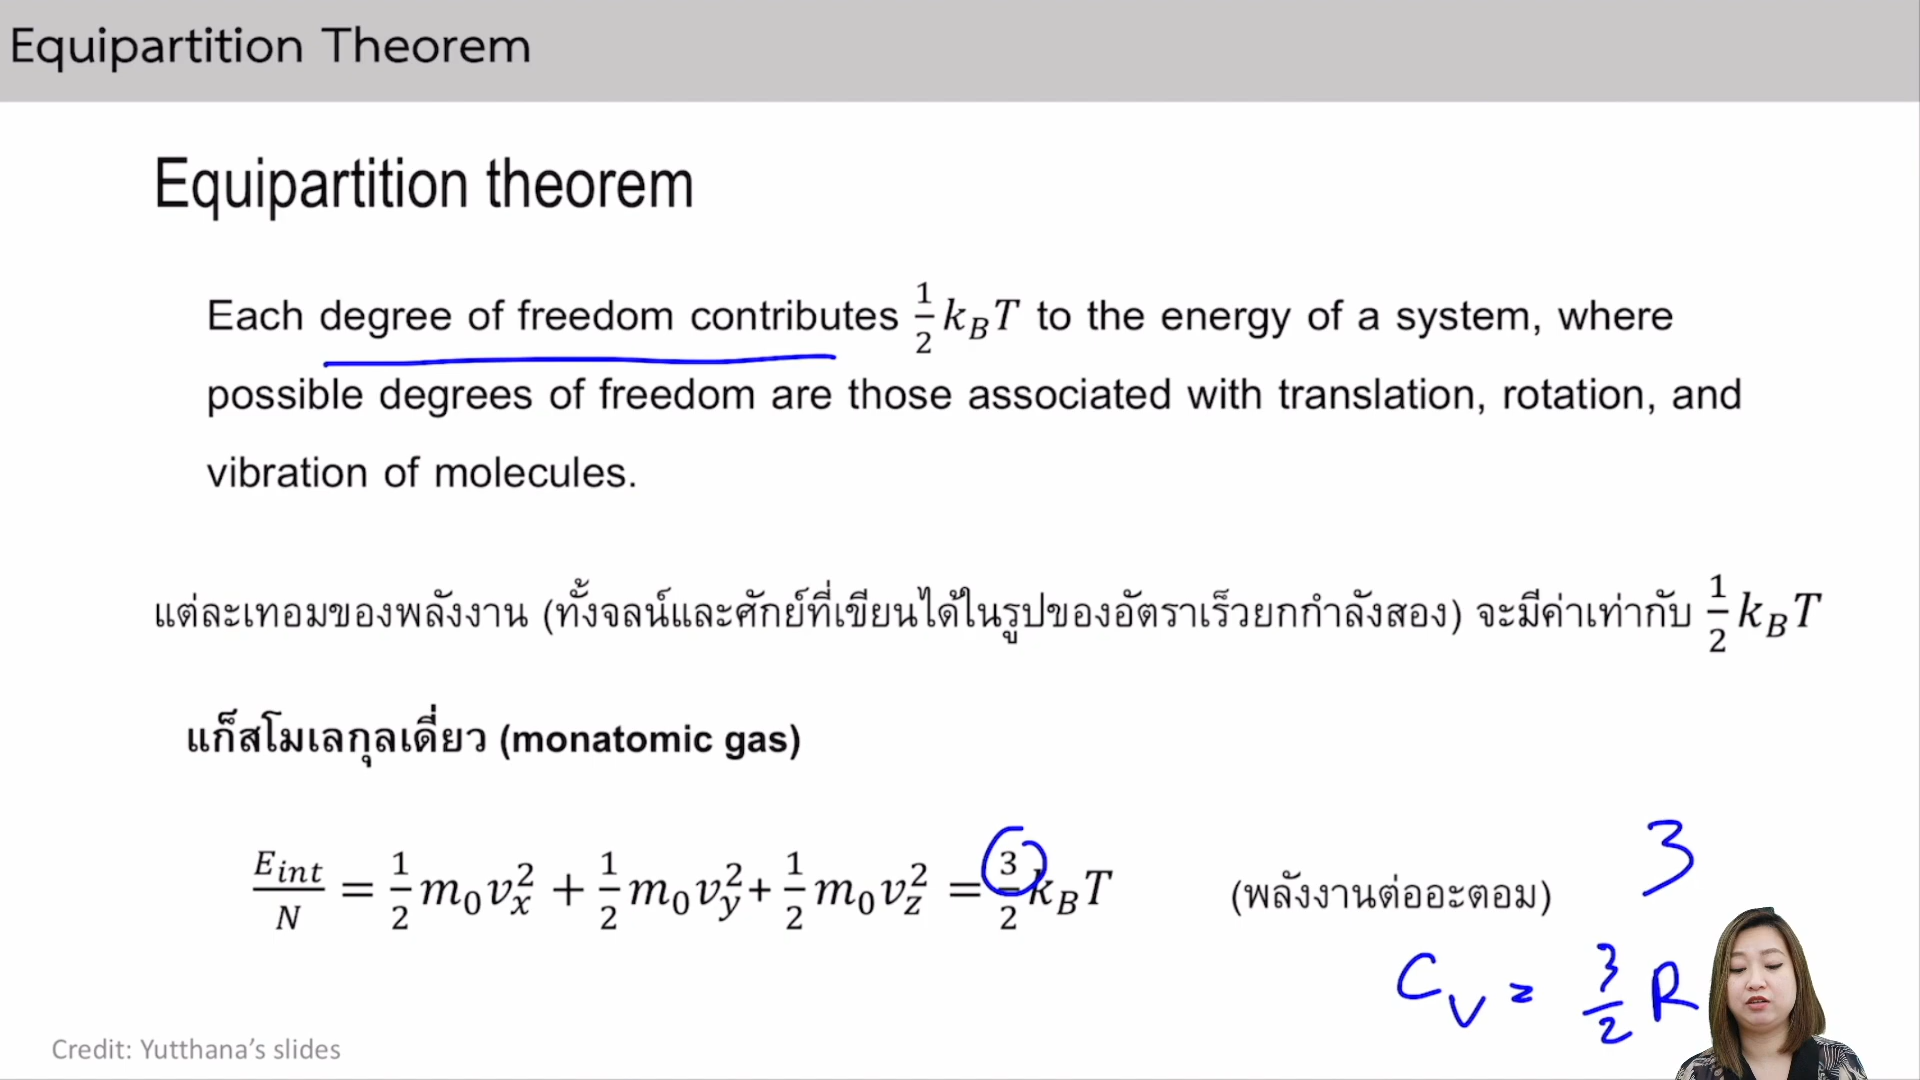 Equipartition Theorem
Equipartition theorem
Each degree of freedom contributes 1/2 k_B T to the energy of a system, where
possible degrees of freedom are those associated with translation, rotation, and
vibration of molecules.
แต่ละเทอมของพลังงาน (ทั้งจลน์และศักย์ที่เขียนได้ในรูปของอัตราเร็วยกกำลังสอง) จะมีค่าเท่ากับ 1/2 k_B T
แก็สโมเลกุลเดี่ยว (monatomic gas)
E_int/N = 1/2 m_0 v_x^2 + 1/2 m_0 v_y^2 + 1/2 m_0 v_z^2 = 3/2 k_B T (พลังงานต่ออะตอม) 3
C_V = 3/2 R
Credit: Yutthana’s slides